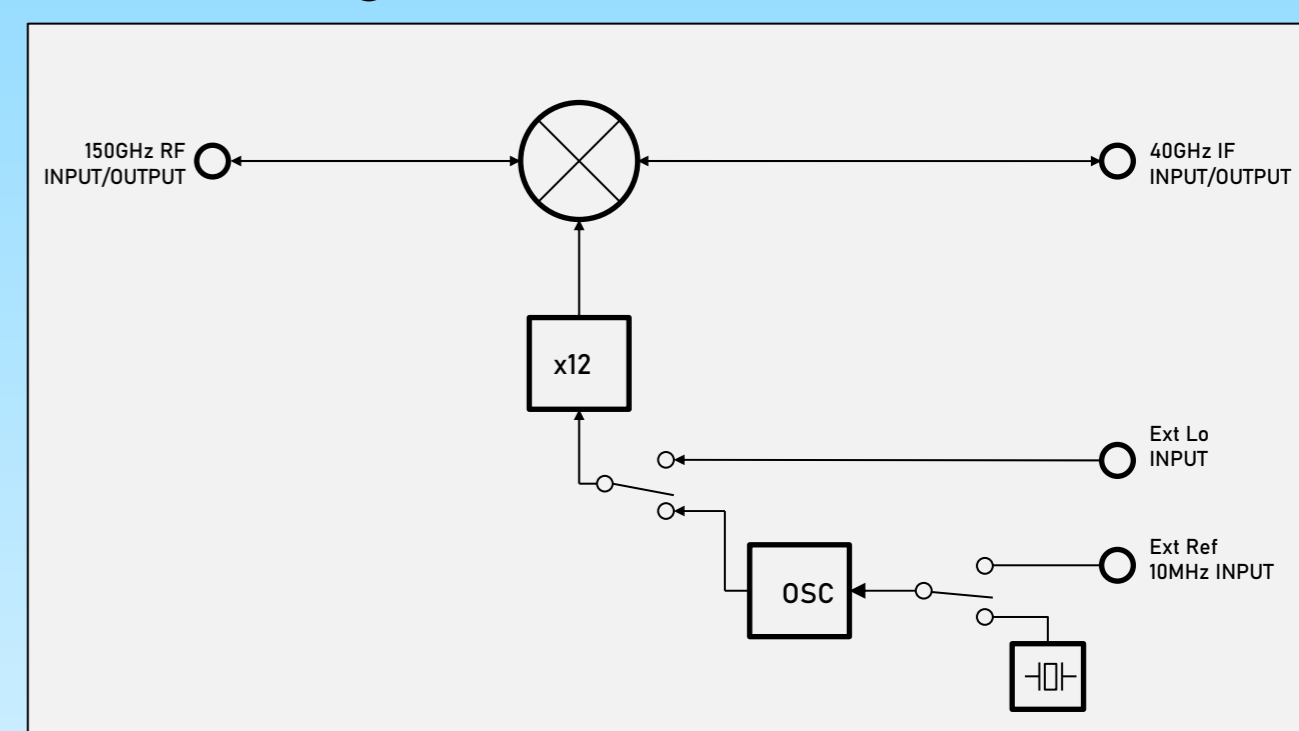 150GHz RF
INPUT/OUTPUT
40GHz IF
INPUT/OUTPUT
x12
Ext Lo
INPUT
Ext Ref
10MHz INPUT
OSC